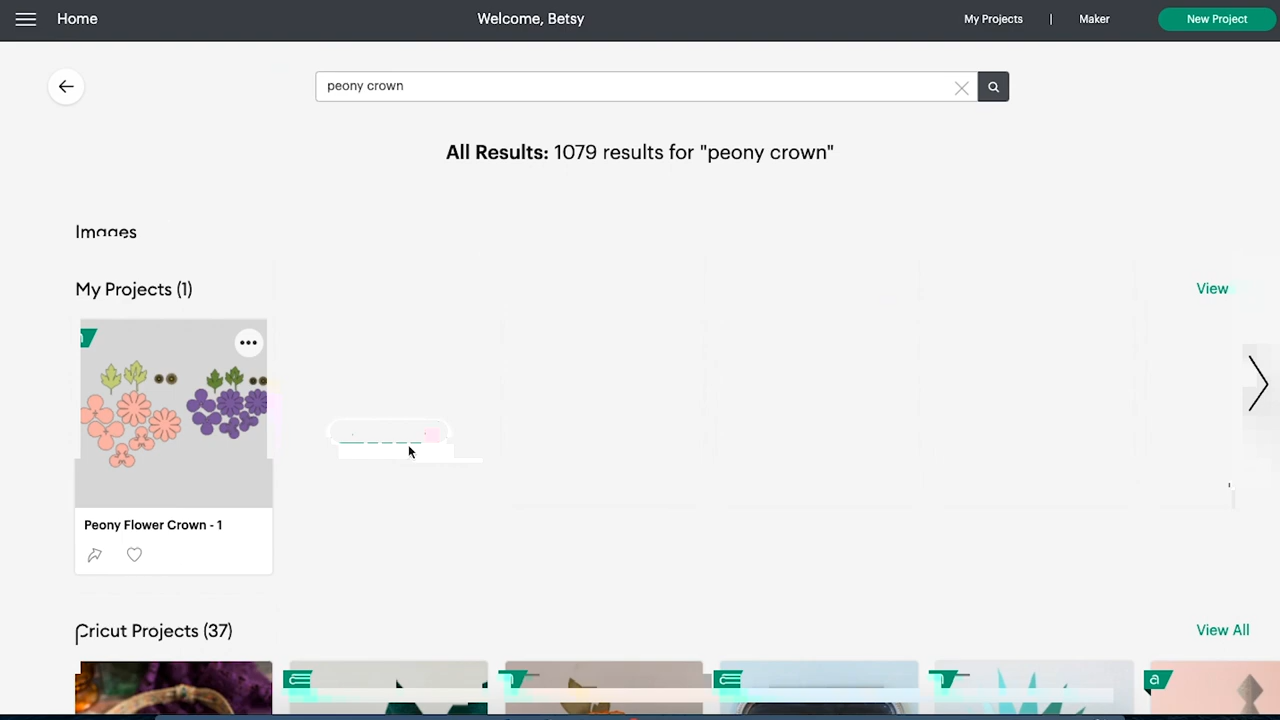 Home
Welcome, Betsy
My Projects | Maker
New Project
peony crown
All Results: 1079 results for "peony crown"
Images
My Projects (1)
View
Peony Flower Crown - 1
Cricut Projects (37)
View All
a